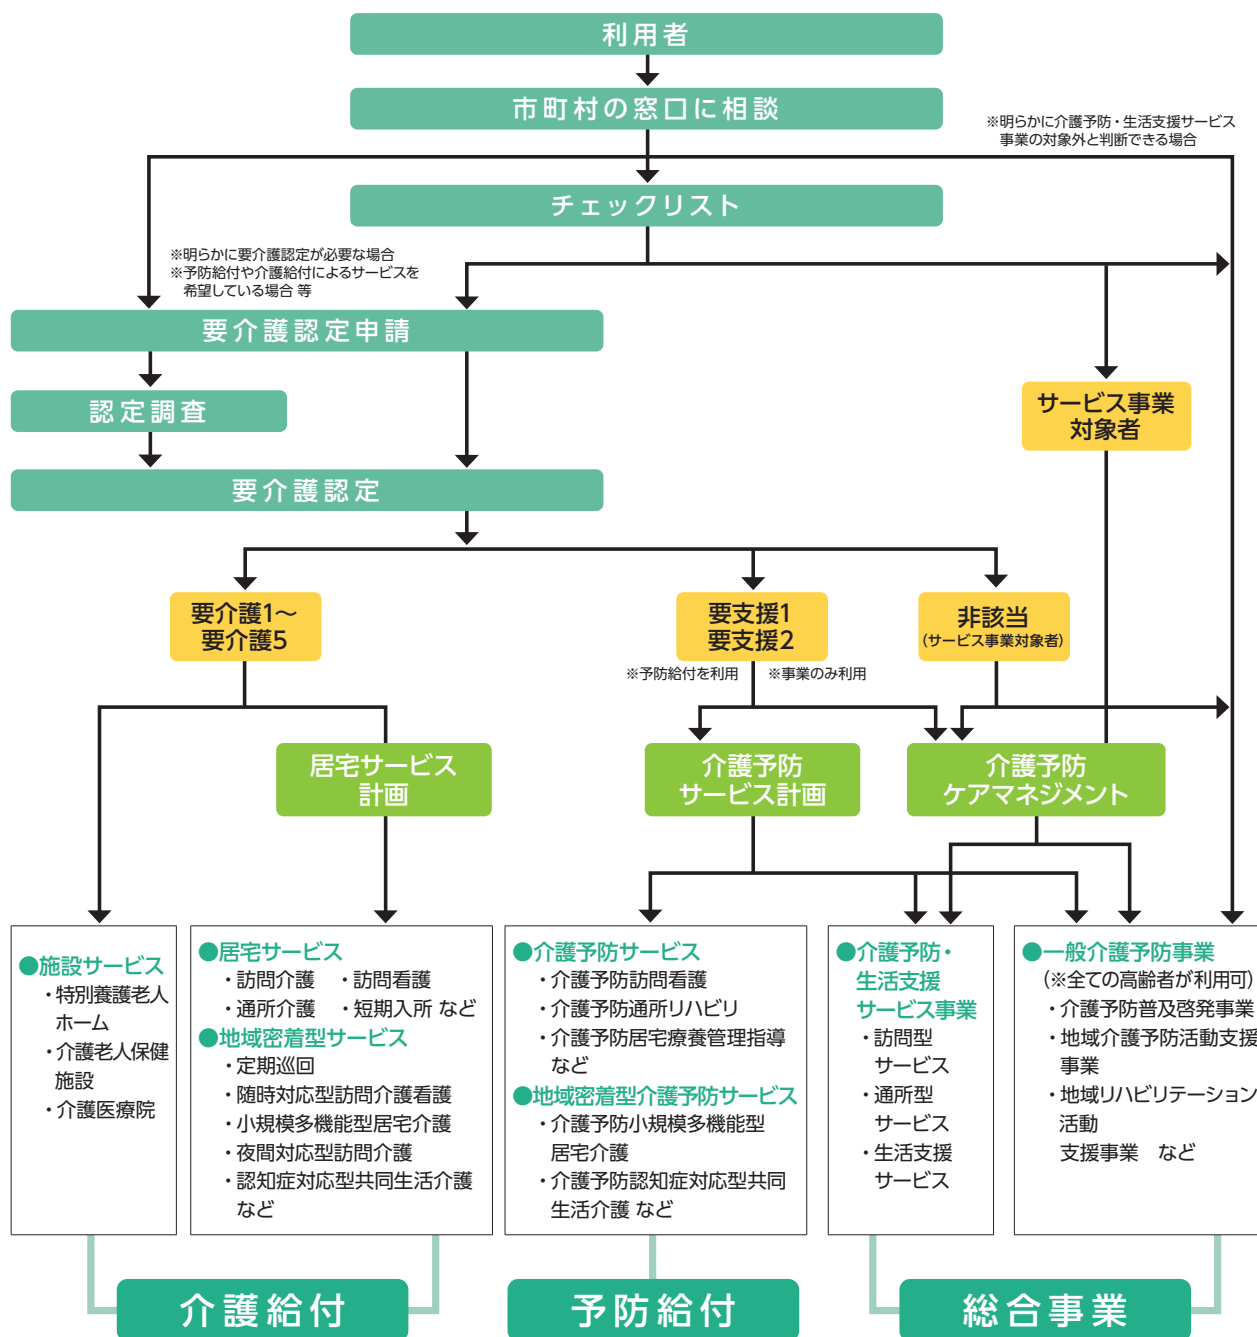 利用者
市町村の窓口に相談
※明らかに介護予防・生活支援サービス
事業の対象外と判断できる場合
チェックリスト
※明らかに要介護認定が必要な場合
※予防給付や介護給付によるサービスを
希望している場合 等
要介護認定申請
認定調査
サービス事業
対象者
要介護認定
要介護1〜
要介護5
要支援1
要支援2
非該当
(サービス事業対象者)
※予防給付を利用
※事業のみ利用
居宅サービス
計画
介護予防
サービス計画
介護予防
ケアマネジメント
●施設サービス
・特別養護老人
ホーム
・介護老人保健
施設
・介護医療院
●居宅サービス
・訪問介護 ・訪問看護
・通所介護 ・短期入所 など
●地域密着型サービス
・定期巡回
・随時対応型訪問介護看護
・小規模多機能型居宅介護
・夜間対応型訪問介護
・認知症対応型共同生活介護
など
●介護予防サービス
・介護予防訪問看護
・介護予防通所リハビリ
・介護予防居宅療養管理指導
など
●地域密着型介護予防サービス
・介護予防小規模多機能型
居宅介護
・介護予防認知症対応型共同
生活介護 など
●介護予防・
生活支援
サービス事業
・訪問型
サービス
・通所型
サービス
・生活支援
サービス
●一般介護予防事業
(※全ての高齢者が利用可)
・介護予防普及啓発事業
・地域介護予防活動支援
事業
・地域リハビリテーション
活動
支援事業 など
介護給付
予防給付
総合事業